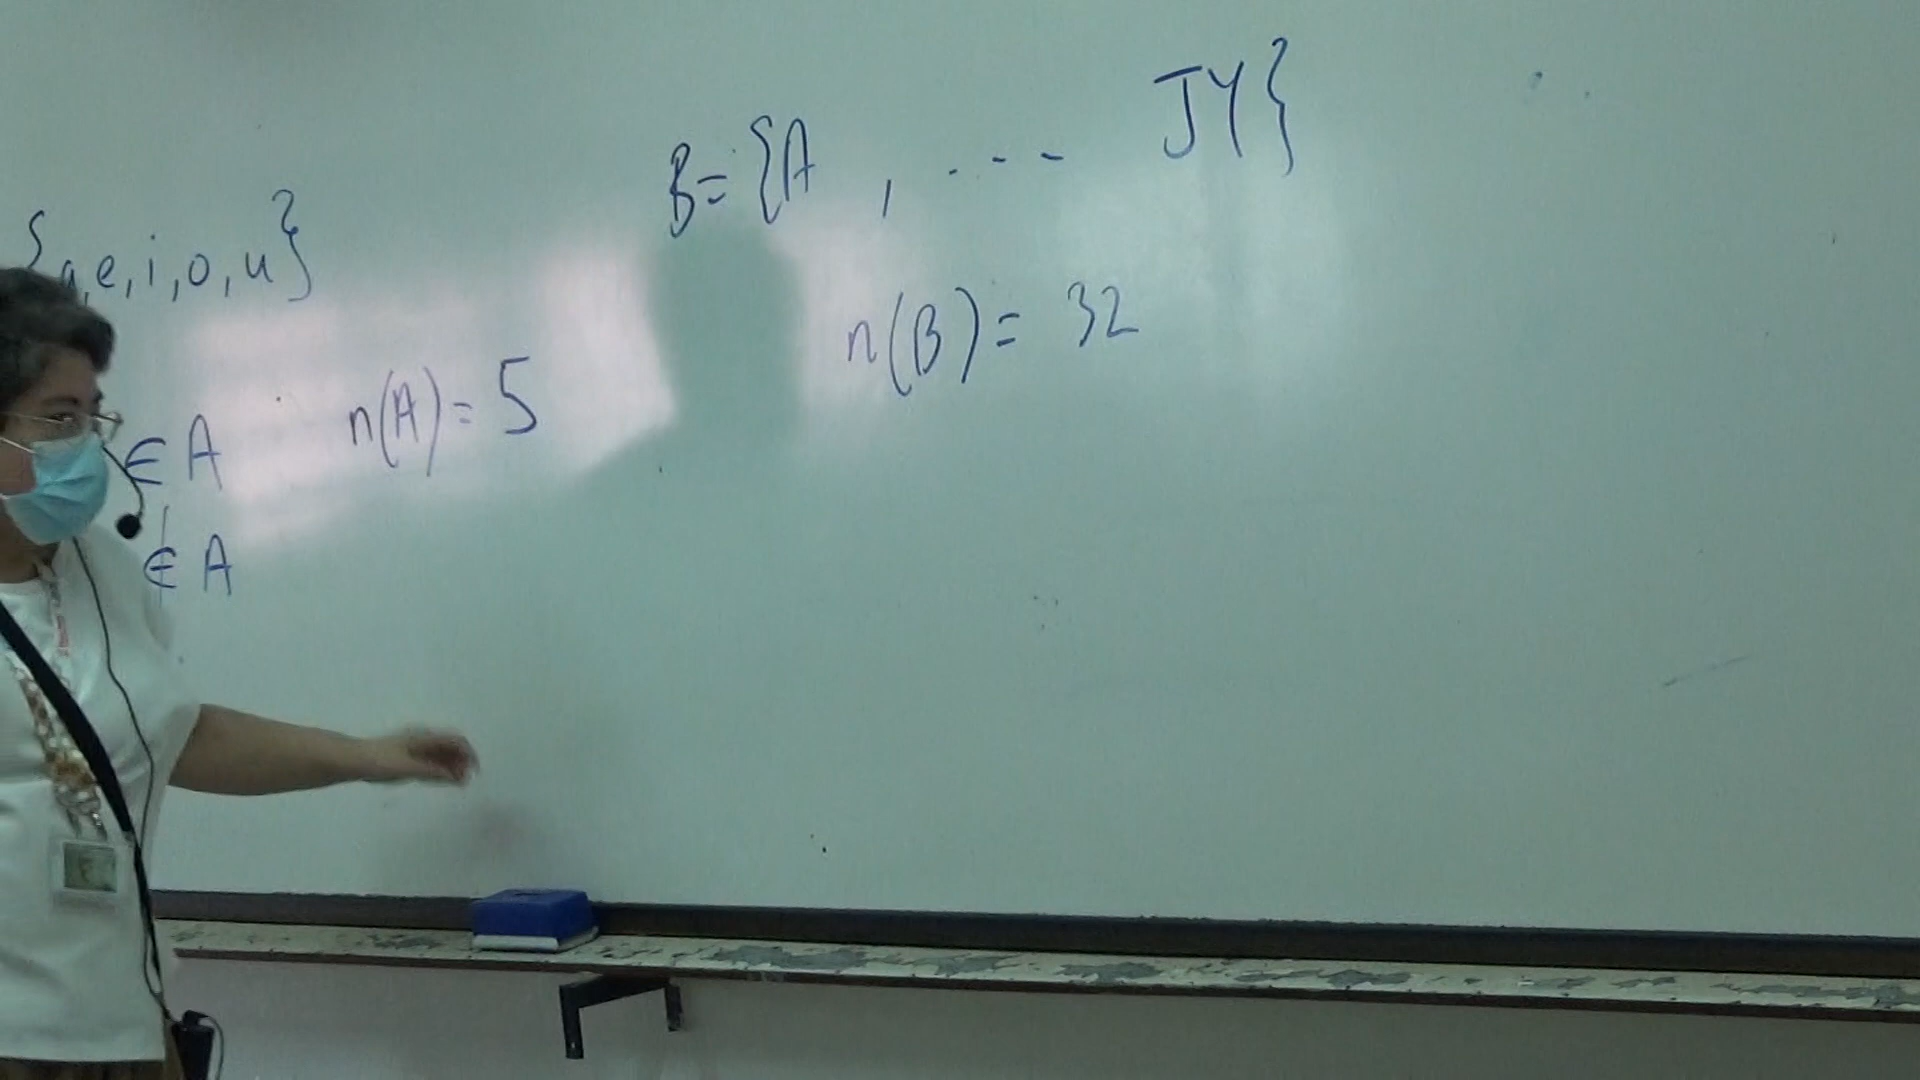 {a,e,i,o,u}
∈ A
n(A) = 5
∉ A
B = {A , .... JY}
n(B) = 32